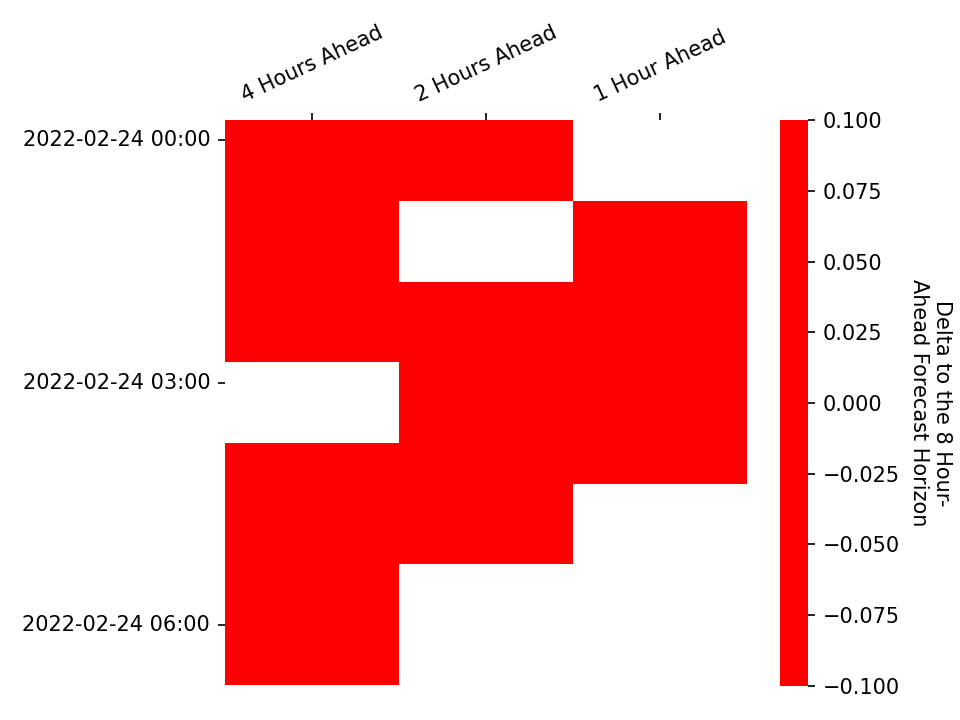 4 Hours Ahead
2 Hours Ahead
1 Hour Ahead
2022-02-24 00:00
2022-02-24 03:00
2022-02-24 06:00
0.100
0.075
0.050
0.025
0.000
−0.025
−0.050
−0.075
−0.100
Delta to the 8 Hour-
Ahead Forecast Horizon